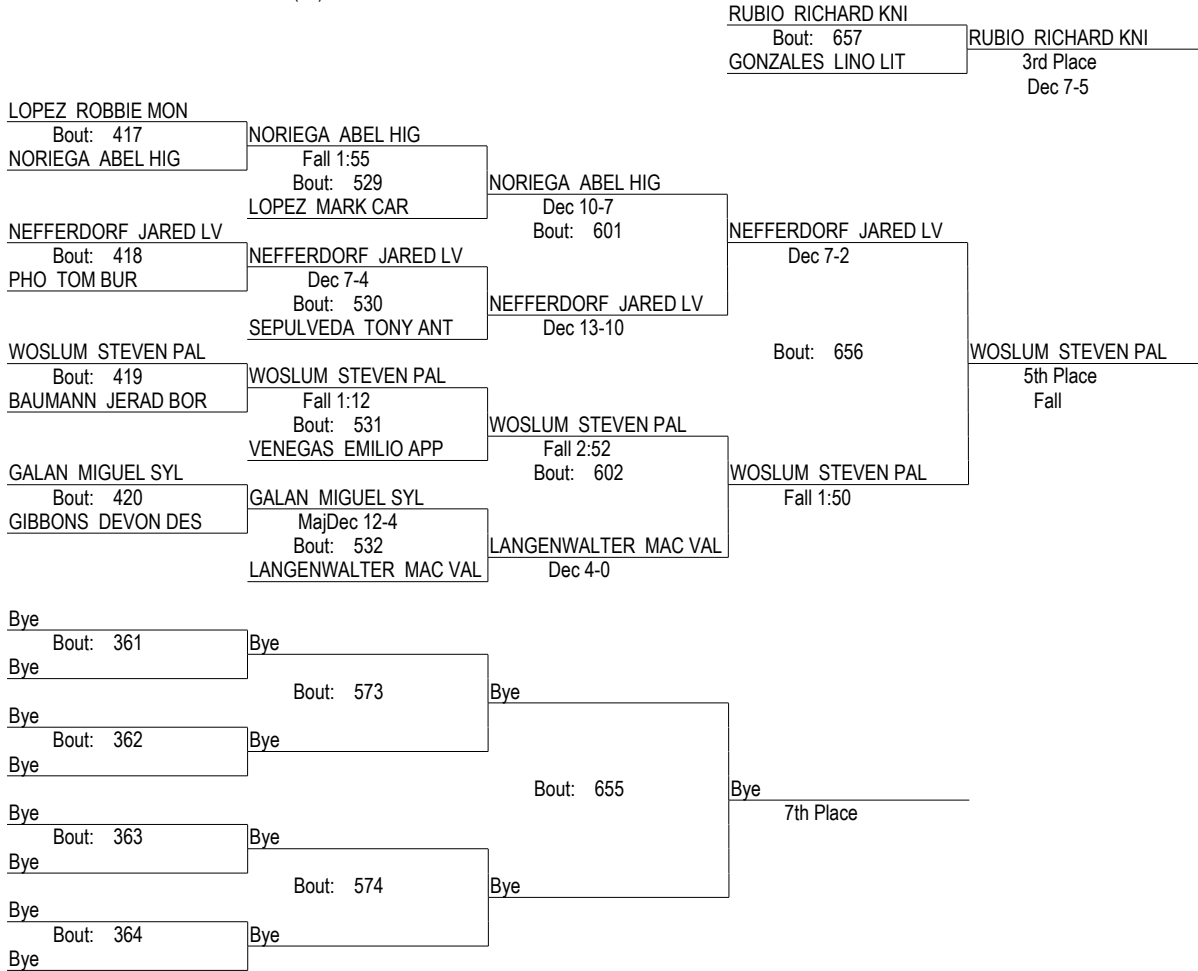 RUBIO RICHARD KNI
Bout: 657
GONZALES LINO LIT
RUBIO RICHARD KNI
3rd Place
Dec 7-5
LOPEZ ROBBIE MON
Bout: 417
NORIEGA ABEL HIG
NORIEGA ABEL HIG
Fall 1:55
Bout: 529
LOPEZ MARK CAR
NORIEGA ABEL HIG
Dec 10-7
Bout: 601
NEFFERDORF JARED LV
Bout: 418
PHO TOM BUR
NEFFERDORF JARED LV
Dec 7-4
Bout: 530
SEPULVEDA TONY ANT
NEFFERDORF JARED LV
Dec 13-10
NEFFERDORF JARED LV
Dec 7-2
Bout: 656
WOSLUM STEVEN PAL
5th Place
Fall
WOSLUM STEVEN PAL
Bout: 419
BAUMANN JERAD BOR
WOSLUM STEVEN PAL
Fall 1:12
Bout: 531
VENEGAS EMILIO APP
WOSLUM STEVEN PAL
Fall 2:52
Bout: 602
WOSLUM STEVEN PAL
Fall 1:50
GALAN MIGUEL SYL
Bout: 420
GIBBONS DEVON DES
GALAN MIGUEL SYL
MajDec 12-4
Bout: 532
LANGENWALTER MAC VAL
LANGENWALTER MAC VAL
Dec 4-0
Bye
Bout: 361
Bye
Bye
Bout: 573
Bye
Bye
Bout: 362
Bye
Bye
Bout: 655
Bye
7th Place
Bye
Bout: 363
Bye
Bye
Bout: 574
Bye
Bye
Bout: 364
Bye
Bye